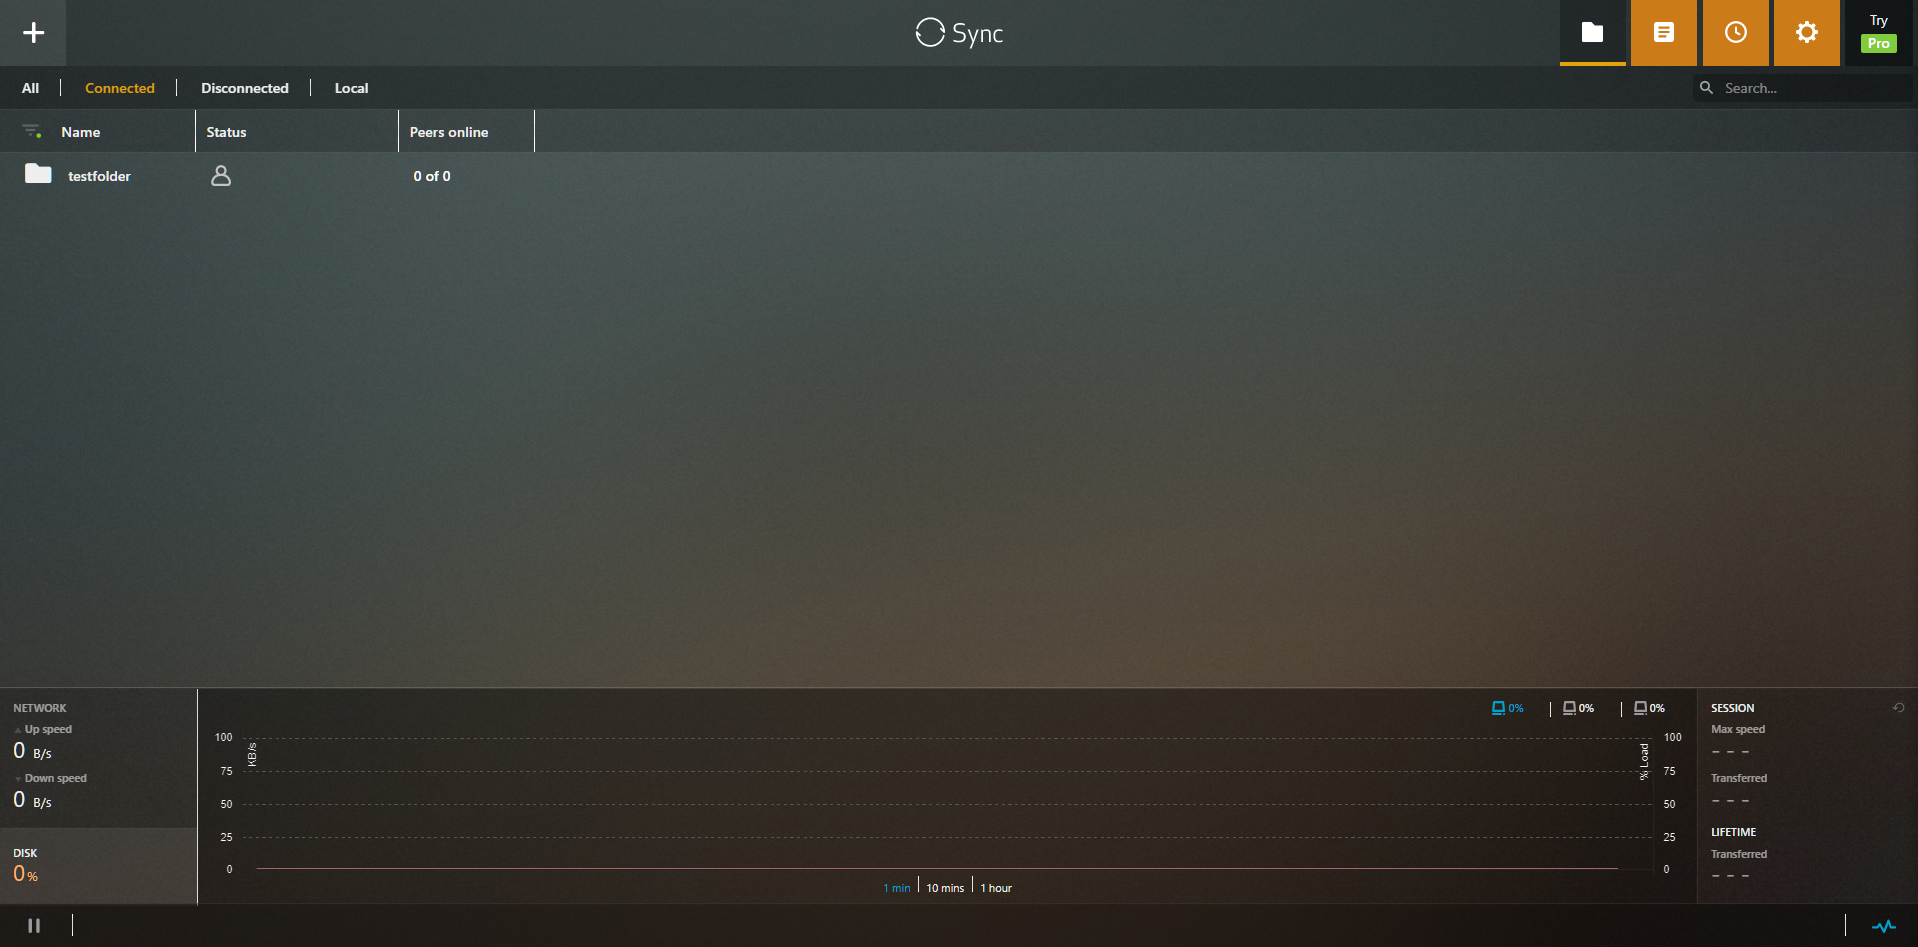 Sync
Try
Pro
All
Connected
Disconnected
Local
Search...
Name
Status
Peers online
testfolder
0 of 0
NETWORK
Up speed
0 B/s
Down speed
0 B/s
DISK
0%
0%
0%
0%
100
75
50
25
0
KB/s
% Load
100
75
50
25
0
1 min
10 mins
1 hour
SESSION
Max speed
- - -
Transferred
- - -
LIFETIME
Transferred
- - -